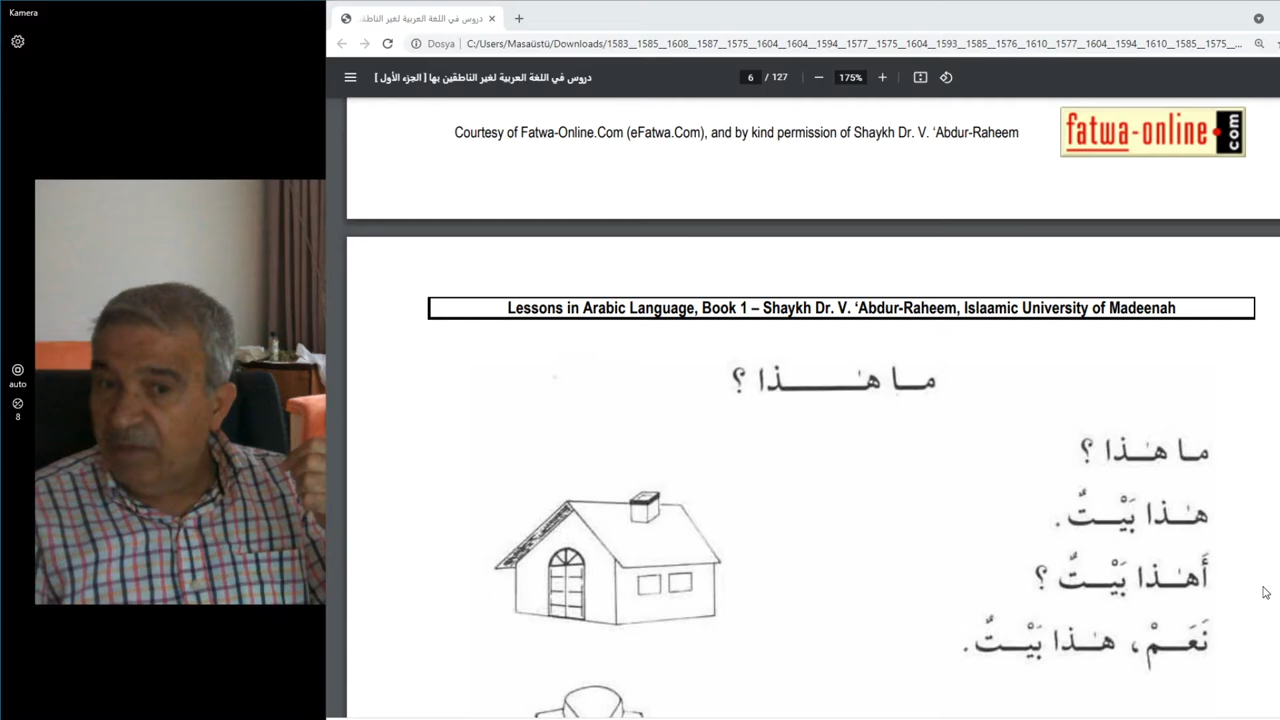 Kamera
دروس في اللغة العربية لغير الناطقـ
Dosya
C:/Users/Masaüstü/Downloads/1583__1585__1608__1587__1575__1604__1604__1594__1577__1575__1604__1593__1585__1576__1610__1577__1604__1594__1610__1585__1575__...
دروس في اللغة العربية لغير الناطقين بها [ الجزء الأول ]
6 / 127
175%
Courtesy of Fatwa-Online.Com (eFatwa.Com), and by kind permission of Shaykh Dr. V. ‘Abdur-Raheem
fatwa-online.com
Lessons in Arabic Language, Book 1 – Shaykh Dr. V. ‘Abdur-Raheem, Islaamic University of Madeenah
مـا هـٰـذا ؟
مـا هـٰـذا ؟
هـٰـذا بَيْـتٌ .
أَهـٰـذا بَيْـتٌ ؟
نَعَـمْ، هـٰـذا بَيْـتٌ .
auto
8